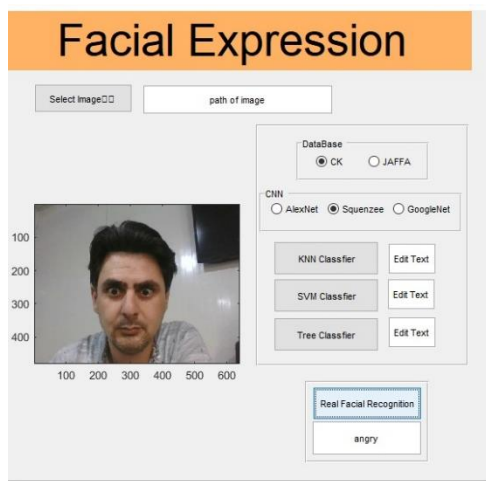 Facial Expression
Select Image□□
path of image
DataBase
CK
JAFFA
CNN
AlexNet
Squenzee
GoogleNet
KNN Classfier
Edit Text
SVM Classfier
Edit Text
Tree Classfier
Edit Text
100
200
300
400
100 200 300 400 500 600
Real Facial Recognition
angry